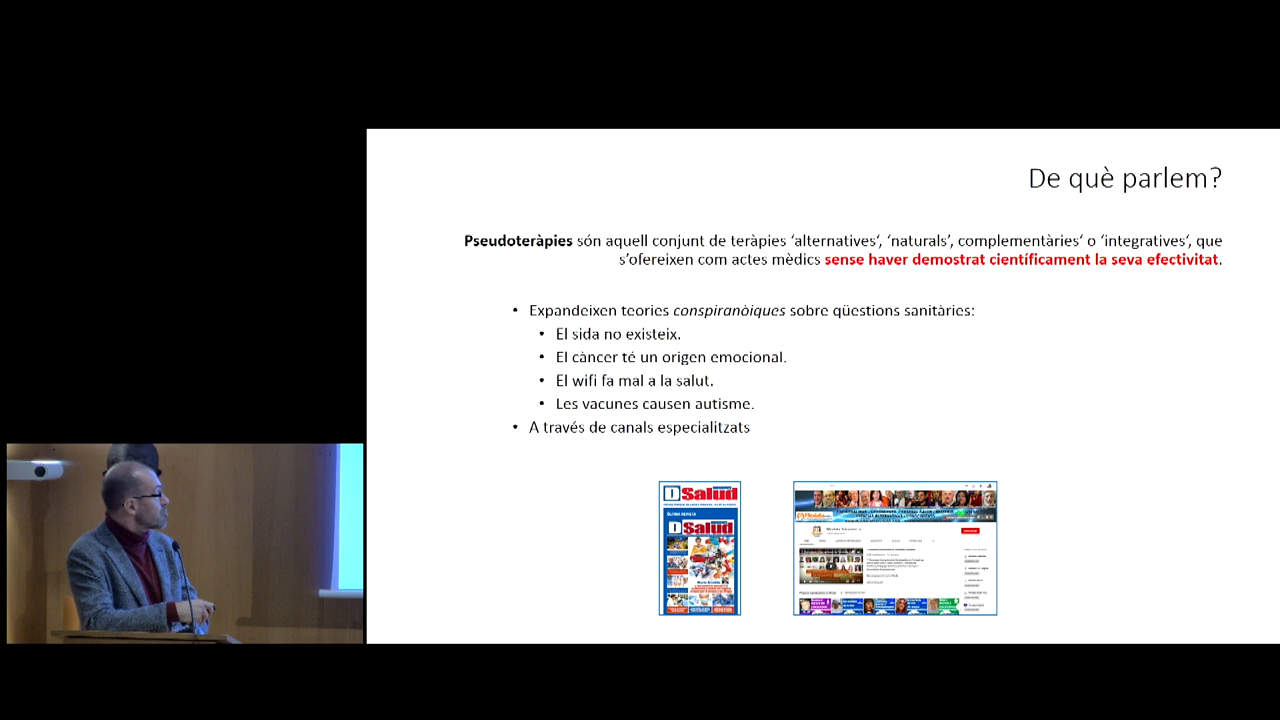 De què parlem?
Pseudoteràpies són aquell conjunt de teràpies ‘alternatives‘, ‘naturals’, complementàries‘ o ‘integratives‘, que
s’ofereixen com actes mèdics sense haver demostrat científicament la seva efectivitat.
• Expandeixen teories conspiranòiques sobre qüestions sanitàries:
• El sida no existeix.
• El càncer té un origen emocional.
• El wifi fa mal a la salut.
• Les vacunes causen autisme.
• A través de canals especialitzats
DSalud
DSalud